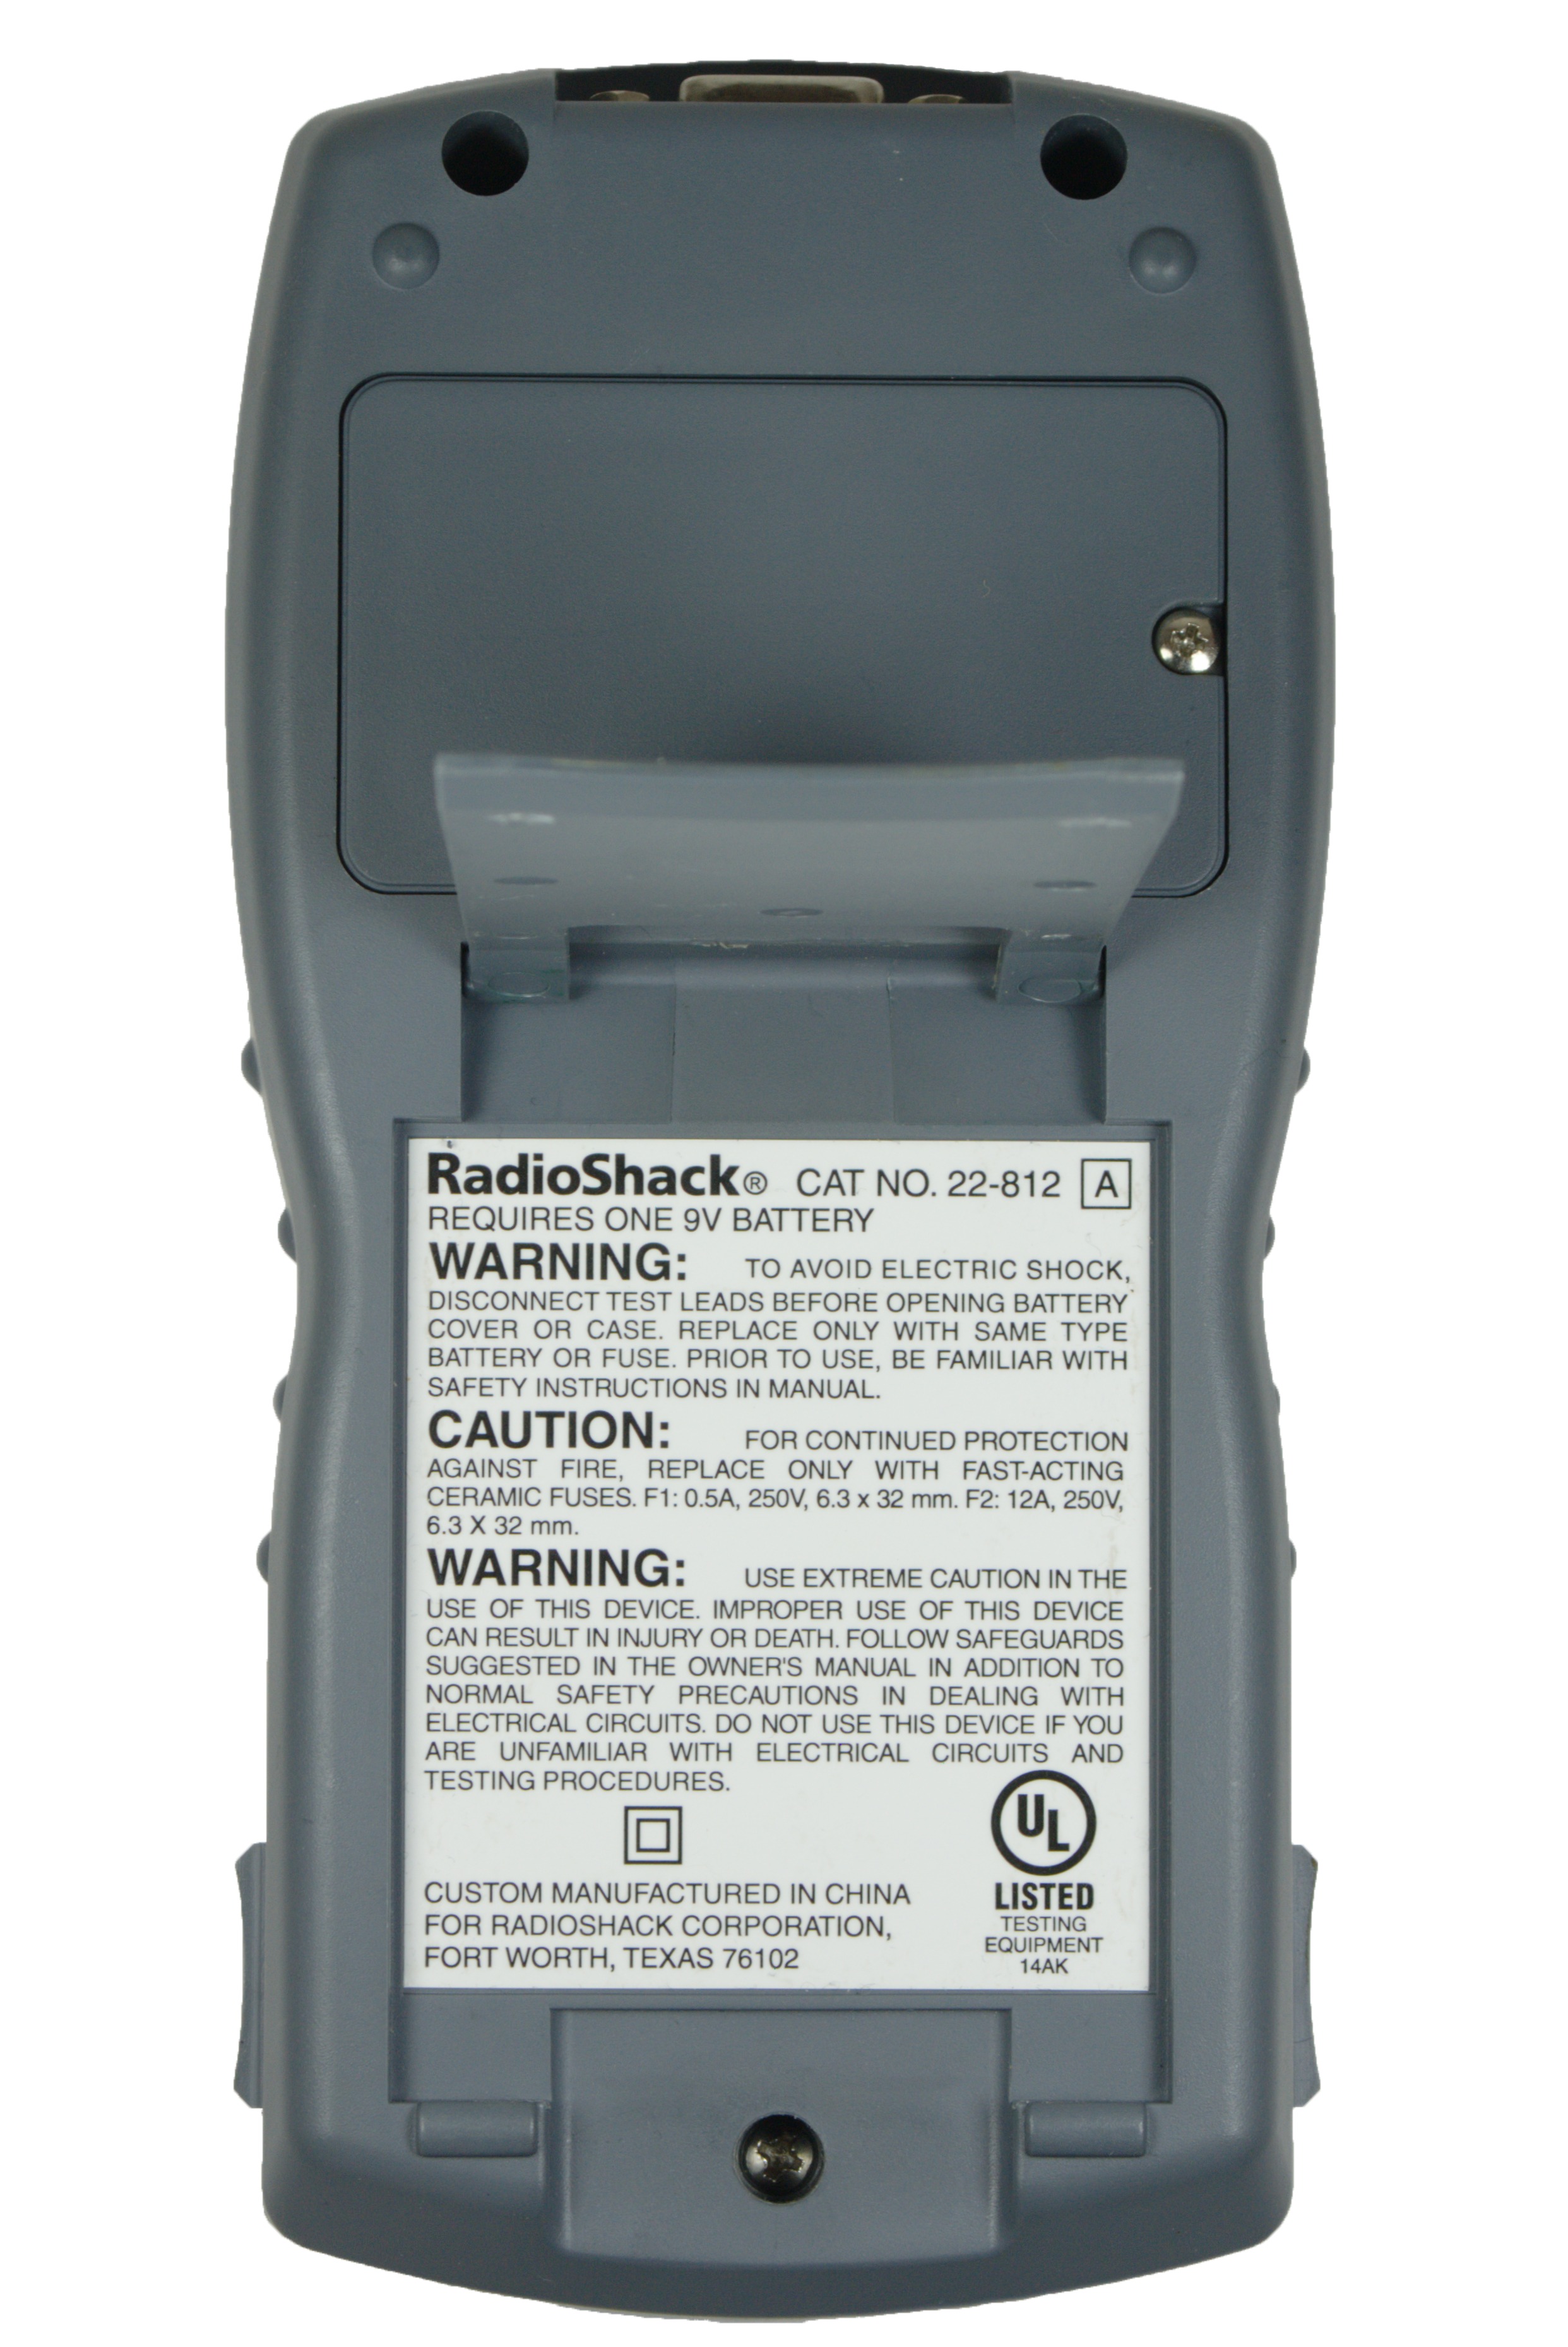 RadioShack® CAT NO. 22-812 A
REQUIRES ONE 9V BATTERY
WARNING: TO AVOID ELECTRIC SHOCK,
DISCONNECT TEST LEADS BEFORE OPENING BATTERY
COVER OR CASE. REPLACE ONLY WITH SAME TYPE
BATTERY OR FUSE. PRIOR TO USE, BE FAMILIAR WITH
SAFETY INSTRUCTIONS IN MANUAL.
CAUTION: FOR CONTINUED PROTECTION
AGAINST FIRE, REPLACE ONLY WITH FAST-ACTING
CERAMIC FUSES. F1: 0.5A, 250V, 6.3 x 32 mm. F2: 12A, 250V,
6.3 X 32 mm.
WARNING: USE EXTREME CAUTION IN THE
USE OF THIS DEVICE. IMPROPER USE OF THIS DEVICE
CAN RESULT IN INJURY OR DEATH. FOLLOW SAFEGUARDS
SUGGESTED IN THE OWNER'S MANUAL IN ADDITION TO
NORMAL SAFETY PRECAUTIONS IN DEALING WITH
ELECTRICAL CIRCUITS. DO NOT USE THIS DEVICE IF YOU
ARE UNFAMILIAR WITH ELECTRICAL CIRCUITS AND
TESTING PROCEDURES.
CUSTOM MANUFACTURED IN CHINA
FOR RADIOSHACK CORPORATION,
FORT WORTH, TEXAS 76102
UL
LISTED
TESTING
EQUIPMENT
14AK